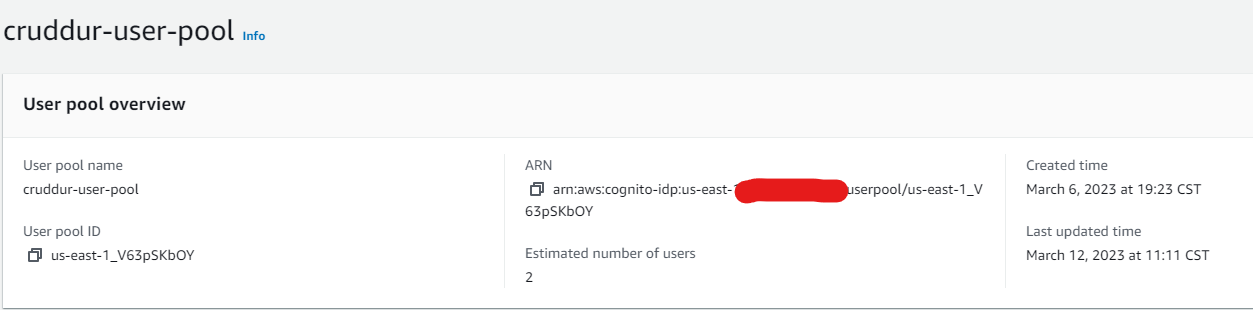 cruddur-user-pool Info
User pool overview
User pool name
cruddur-user-pool
User pool ID
us-east-1_V63pSKbOY
ARN
arn:aws:cognito-idp:us-east- userpool/us-east-1_V
63pSKbOY
Estimated number of users
2
Created time
March 6, 2023 at 19:23 CST
Last updated time
March 12, 2023 at 11:11 CST